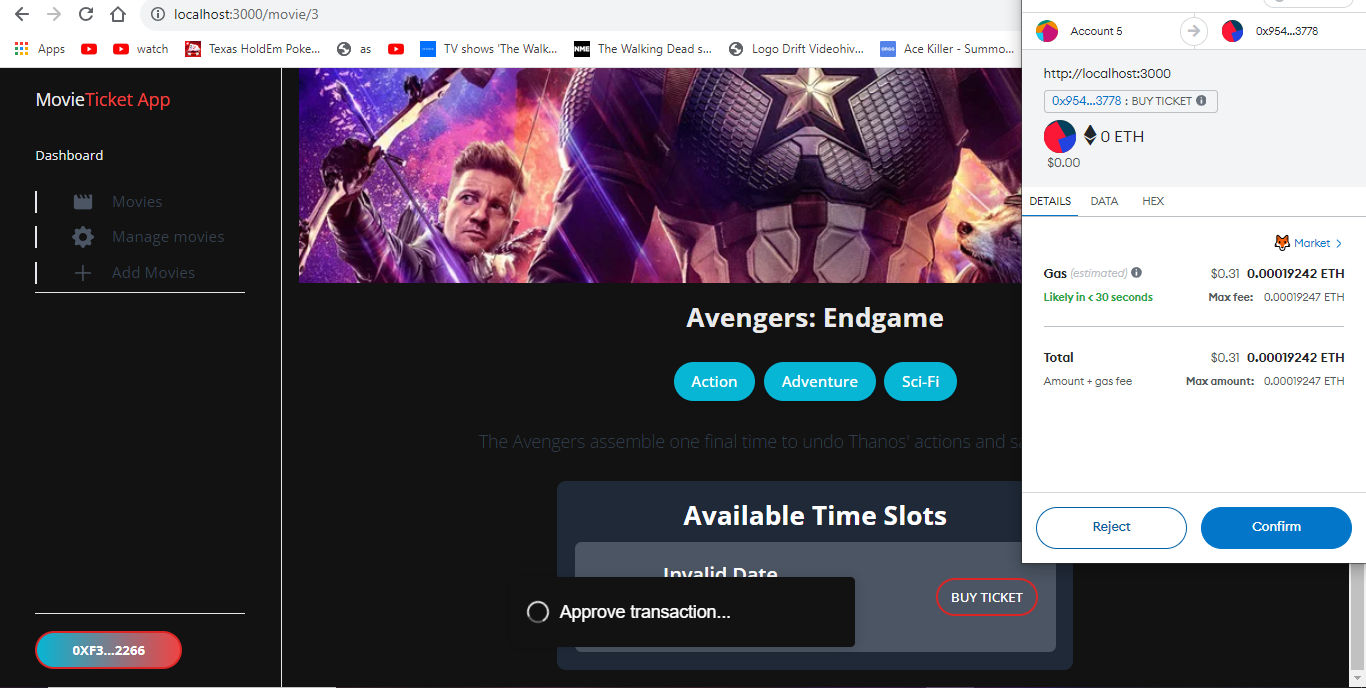 localhost:3000/movie/3
Apps
watch
Texas HoldEm Poke...
as
TV shows 'The Walk...
NME
The Walking Dead s...
Logo Drift Videohiv...
Ace Killer - Summo...
MovieTicket App
Dashboard
Movies
Manage movies
Add Movies
0XF3...2266
Avengers: Endgame
Action
Adventure
Sci-Fi
The Avengers assemble one final time to undo Thanos' actions and sa
Available Time Slots
Invalid Date
BUY TICKET
Approve transaction...
Account 5
0x954...3778
http://localhost:3000
0x954...3778 : BUY TICKET
0 ETH
$0.00
DETAILS DATA HEX
Market >
Gas (estimated) $0.31 0.00019242 ETH
Likely in < 30 seconds Max fee: 0.00019247 ETH
Total $0.31 0.00019242 ETH
Amount + gas fee Max amount: 0.00019247 ETH
Reject
Confirm